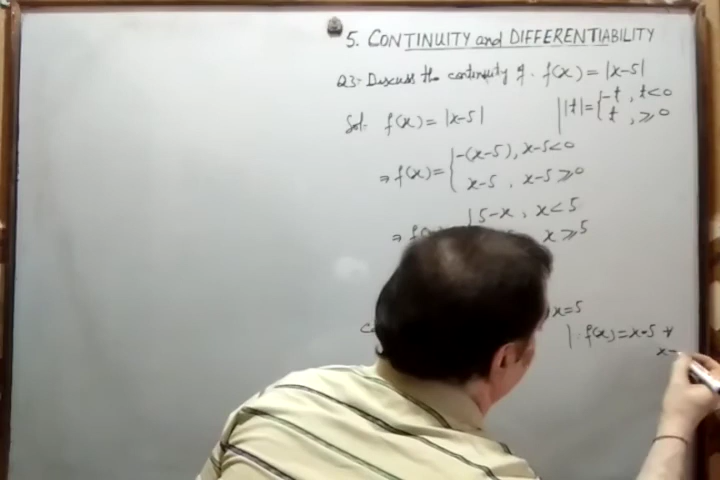 5. CONTINUITY and DIFFERENTIABILITY
Q3- Discuss the continuity of. f(x) = |x-5|
Sol- f(x) = |x-5|
|t| = { -t , t<0
t , ≥0
⇒ f(x) = { -(x-5), x-5<0
x-5 , x-5 ≥0
5-x , x<5
⇒ x ≥5
x=5
f(x) = x-5